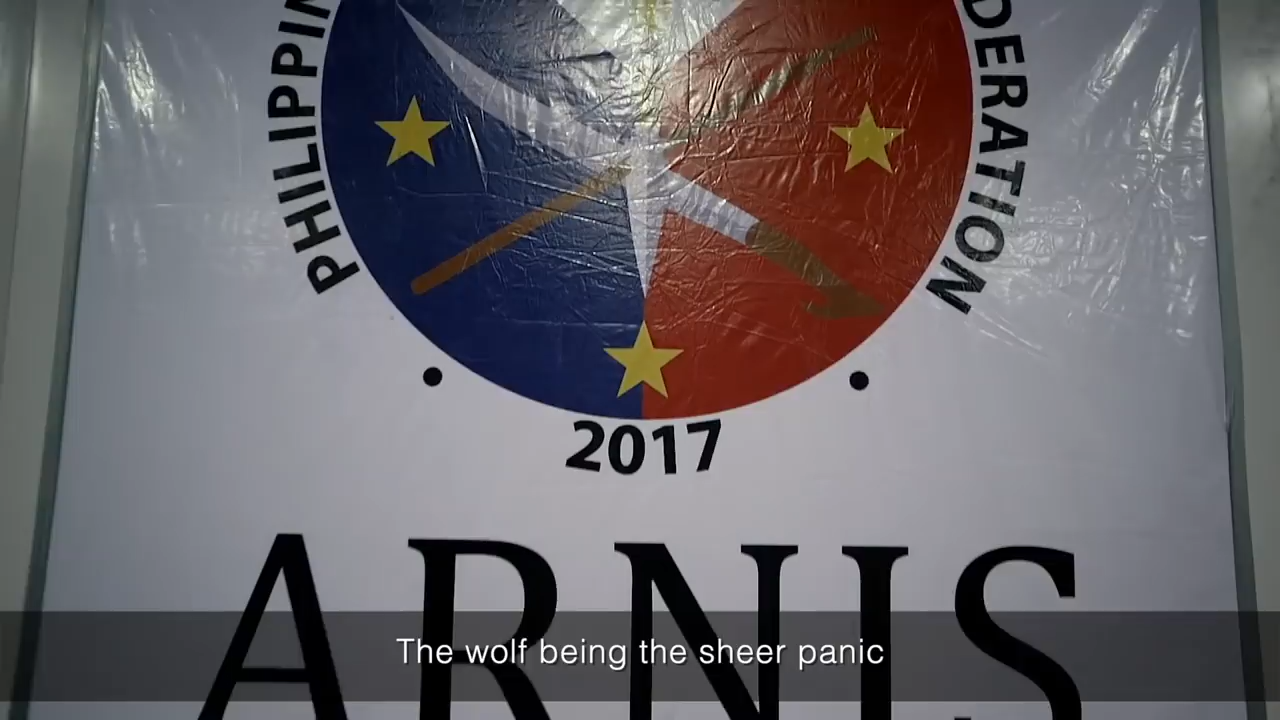 PHILIPPIN
DERATION
2017
ARNIS
The wolf being the sheer panic